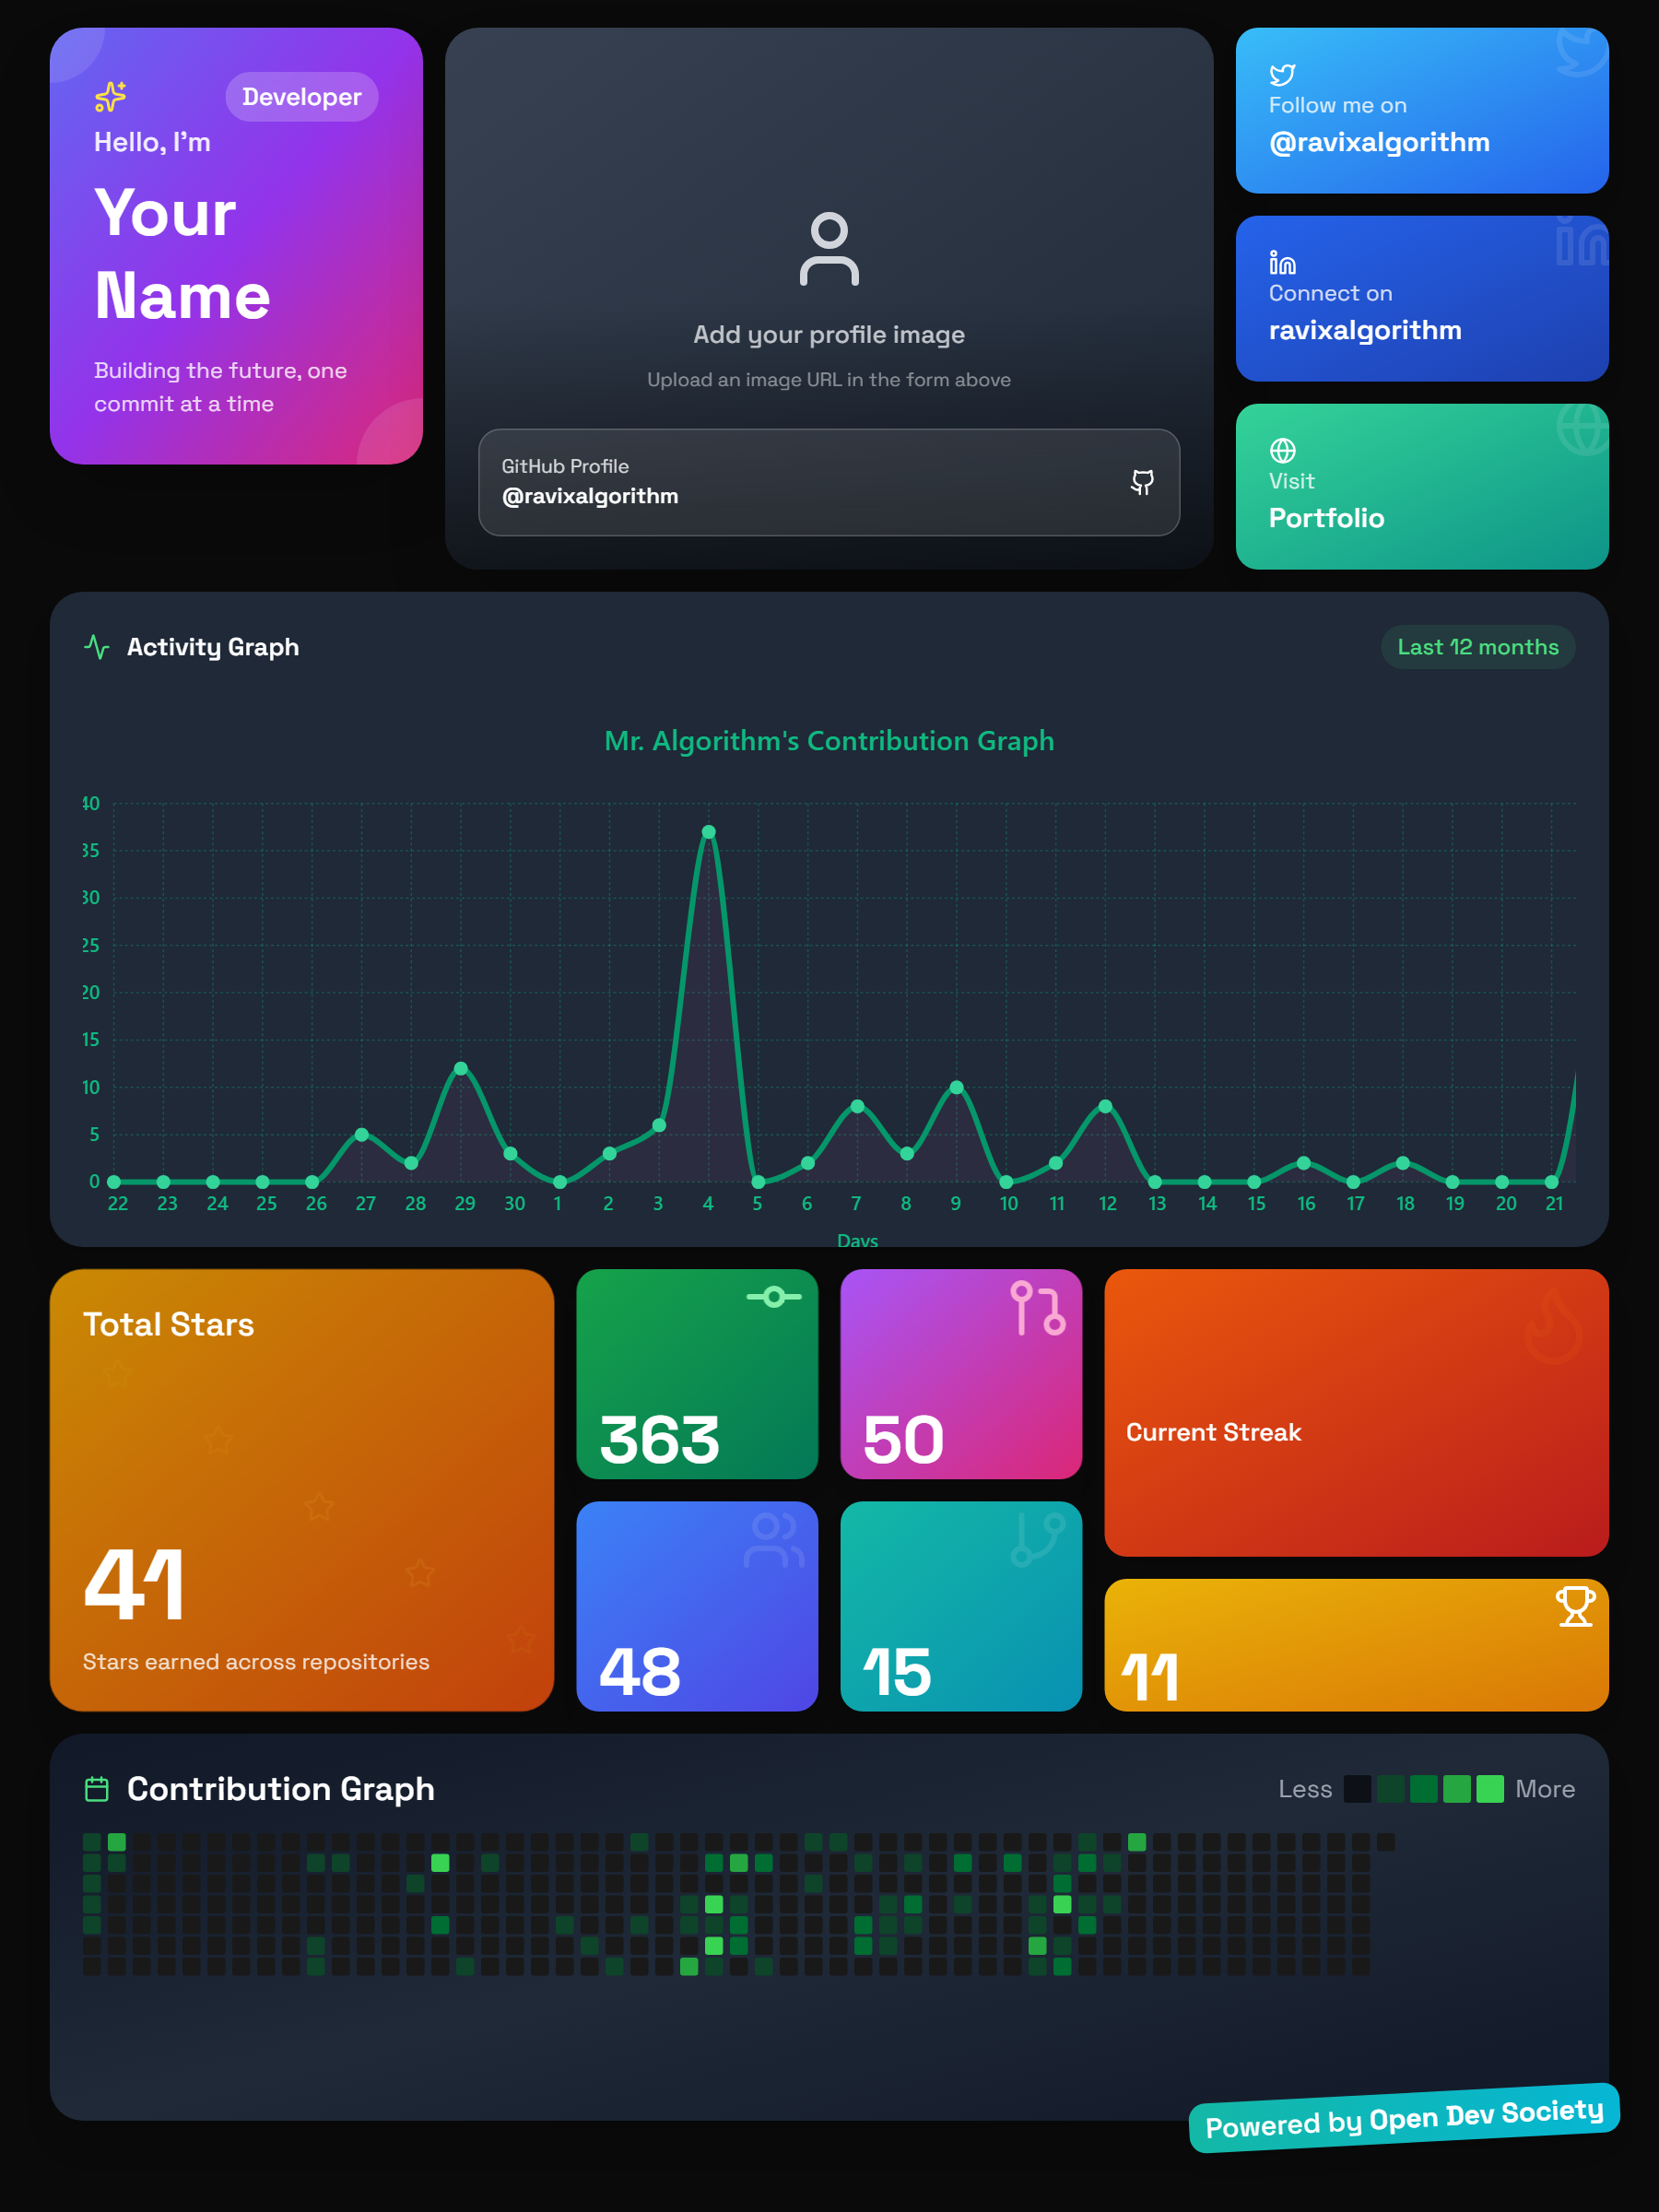 Developer
Hello, I'm
Your
Name
Building the future, one
commit at a time
Add your profile image
Upload an image URL in the form above
GitHub Profile
@ravixalgorithm
Follow me on
@ravixalgorithm
Connect on
ravixalgorithm
Visit
Portfolio
Activity Graph
Last 12 months
Mr. Algorithm's Contribution Graph
40
35
30
25
20
15
10
5
0
22 23 24 25 26 27 28 29 30 1 2 3 4 5 6 7 8 9 10 11 12 13 14 15 16 17 18 19 20 21
Days
Total Stars
41
Stars earned across repositories
363
50
48
15
Current Streak
11
Contribution Graph
Less
More
Powered by Open Dev Society